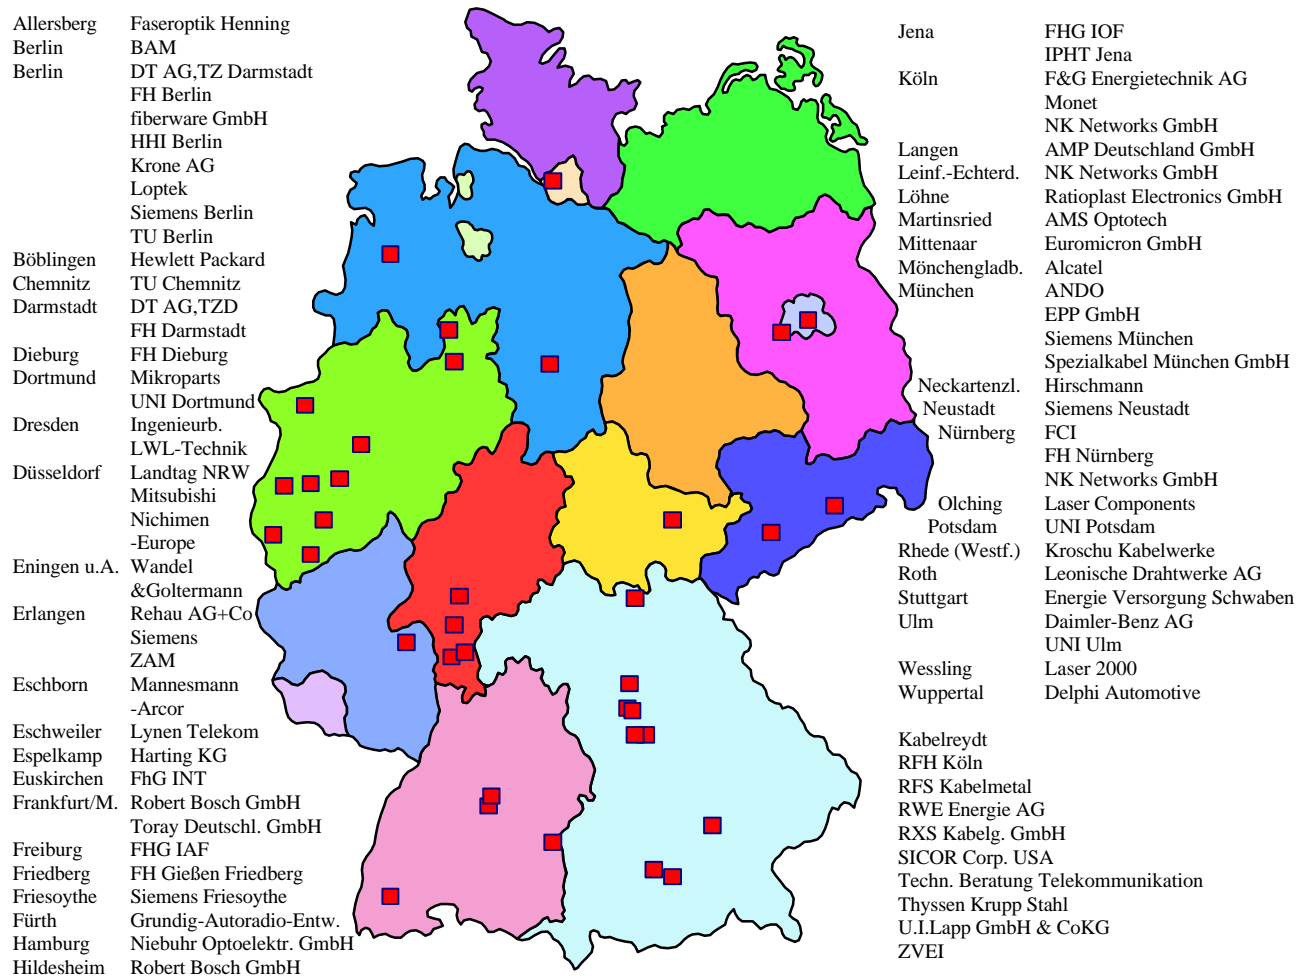 Allersberg Faseroptik Henning
Berlin BAM
Berlin DT AG,TZ Darmstadt
FH Berlin
fiberware GmbH
HHI Berlin
Krone AG
Loptek
Siemens Berlin
TU Berlin
Böblingen Hewlett Packard
Chemnitz TU Chemnitz
Darmstadt DT AG,TZD
FH Darmstadt
Dieburg FH Dieburg
Dortmund Mikroparts
UNI Dortmund
Dresden Ingenieurb.
LWL-Technik
Düsseldorf Landtag NRW
Mitsubishi
Nichimen
-Europe
Eningen u.A. Wandel
&Goltermann
Erlangen Rehau AG+Co
Siemens
ZAM
Eschborn Mannesmann
-Arcor
Eschweiler Lynen Telekom
Espelkamp Harting KG
Euskirchen FhG INT
Frankfurt/M. Robert Bosch GmbH
Toray Deutschl. GmbH
Freiburg FHG IAF
Friedberg FH Gießen Friedberg
Friesoythe Siemens Friesoythe
Fürth Grundig-Autoradio-Entw.
Hamburg Niebuhr Optoelektr. GmbH
Hildesheim Robert Bosch GmbH
Jena FHG IOF
IPHT Jena
Köln F&G Energietechnik AG
Monet
NK Networks GmbH
Langen AMP Deutschland GmbH
Leinf.-Echterd. NK Networks GmbH
Löhne Ratioplast Electronics GmbH
Martinsried AMS Optotech
Mittenaar Euromicron GmbH
Mönchengladb. Alcatel
München ANDO
EPP GmbH
Siemens München
Spezialkabel München GmbH
Neckartenzl. Hirschmann
Neustadt Siemens Neustadt
Nürnberg FCI
FH Nürnberg
NK Networks GmbH
Olching Laser Components
Potsdam UNI Potsdam
Rhede (Westf.) Kroschu Kabelwerke
Roth Leonische Drahtwerke AG
Stuttgart Energie Versorgung Schwaben
Ulm Daimler-Benz AG
UNI Ulm
Wessling Laser 2000
Wuppertal Delphi Automotive
Kabelreydt
RFH Köln
RFS Kabelmetal
RWE Energie AG
RXS Kabelg. GmbH
SICOR Corp. USA
Techn. Beratung Telekommunikation
Thyssen Krupp Stahl
U.I.Lapp GmbH & CoKG
ZVEI